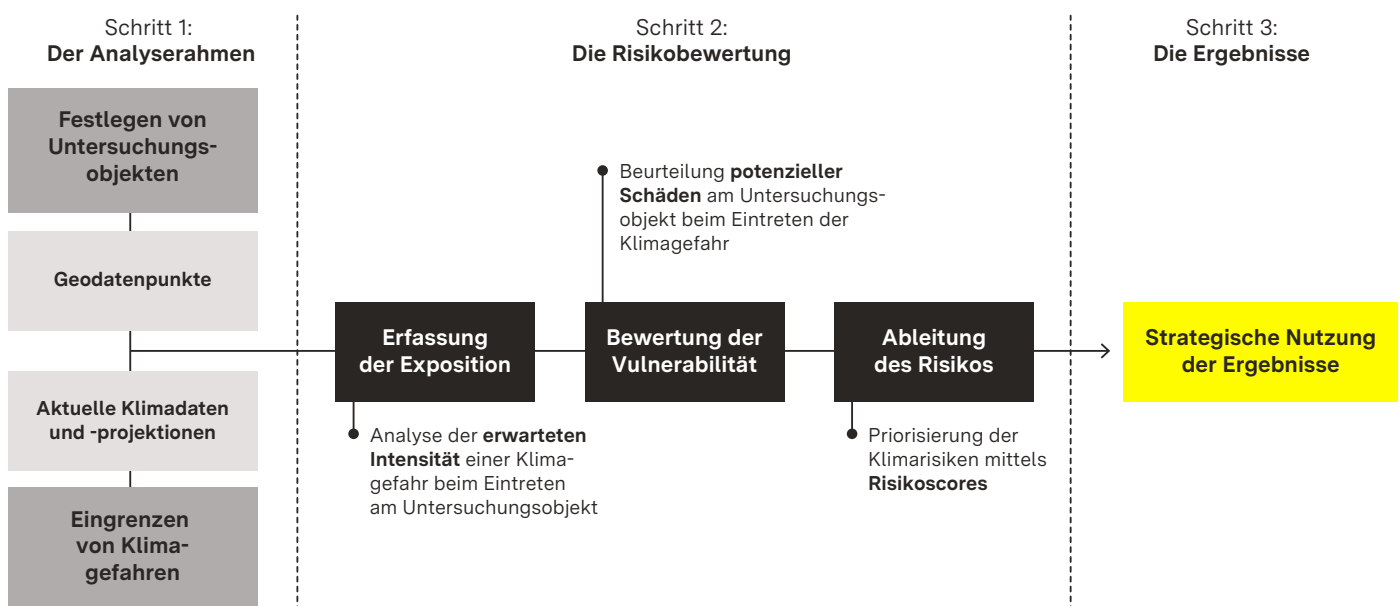 Schritt 1:
Der Analyserahmen
Festlegen von
Untersuchungs-
objekten
Geodatenpunkte
Aktuelle Klimadaten
und -projektionen
Eingrenzen
von Klima-
gefahren
Schritt 2:
Die Risikobewertung
Beurteilung potenzieller
Schäden am Untersuchungs-
objekt beim Eintreten der
Klimagefahr
Erfassung
der Exposition
Bewertung der
Vulnerabilität
Ableitung
des Risikos
Analyse der erwarteten
Intensität einer Klima-
gefahr beim Eintreten
am Untersuchungsobjekt
Priorisierung der
Klimarisiken mittels
Risikoscores
Schritt 3:
Die Ergebnisse
Strategische Nutzung
der Ergebnisse